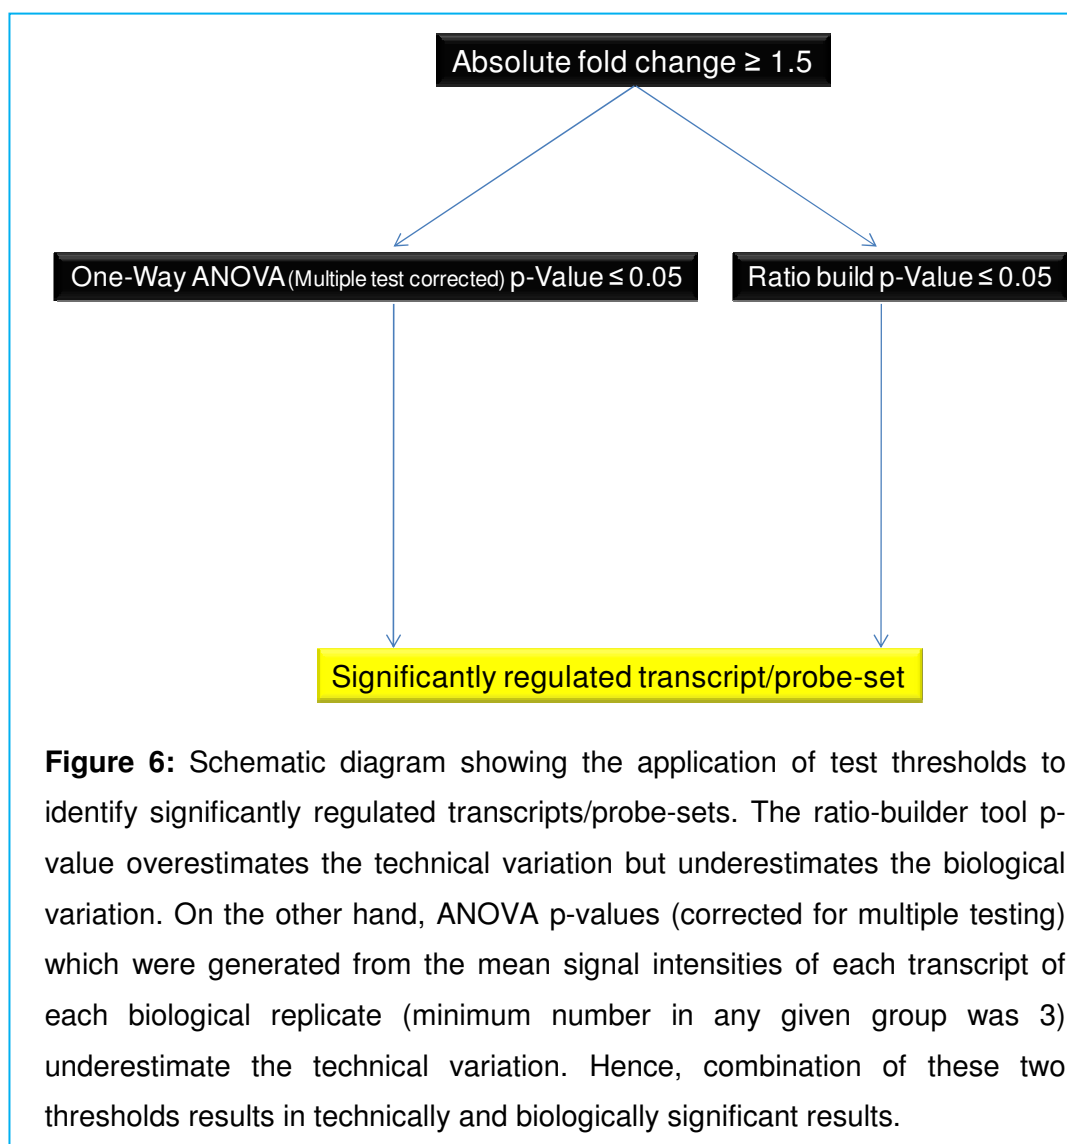 Absolute fold change ≥ 1.5
One-Way ANOVA (Multiple test corrected) p-Value ≤ 0.05
Ratio build p-Value ≤ 0.05
Significantly regulated transcript/probe-set
Figure 6: Schematic diagram showing the application of test thresholds to
identify significantly regulated transcripts/probe-sets. The ratio-builder tool p-
value overestimates the technical variation but underestimates the biological
variation. On the other hand, ANOVA p-values (corrected for multiple testing)
which were generated from the mean signal intensities of each transcript of
each biological replicate (minimum number in any given group was 3)
underestimate the technical variation. Hence, combination of these two
thresholds results in technically and biologically significant results.